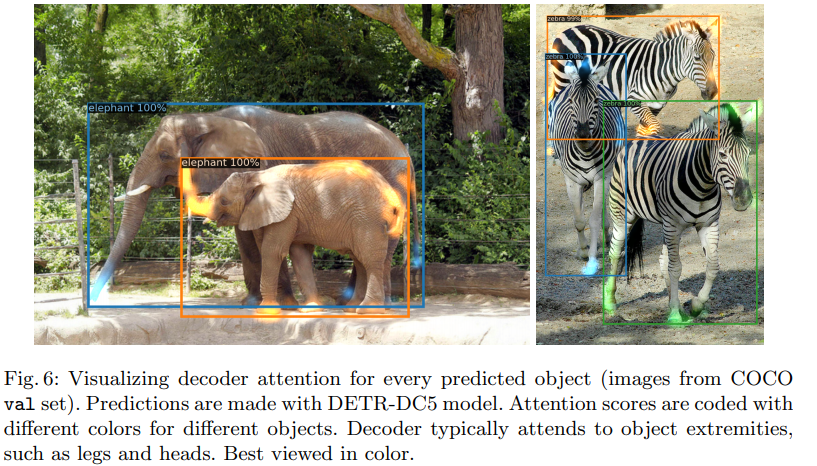 elephant 100%
elephant 100%
zebra 99%
zebra 100%
zebra 100%
Fig. 6: Visualizing decoder attention for every predicted object (images from COCO
val set). Predictions are made with DETR-DC5 model. Attention scores are coded with
different colors for different objects. Decoder typically attends to object extremities,
such as legs and heads. Best viewed in color.